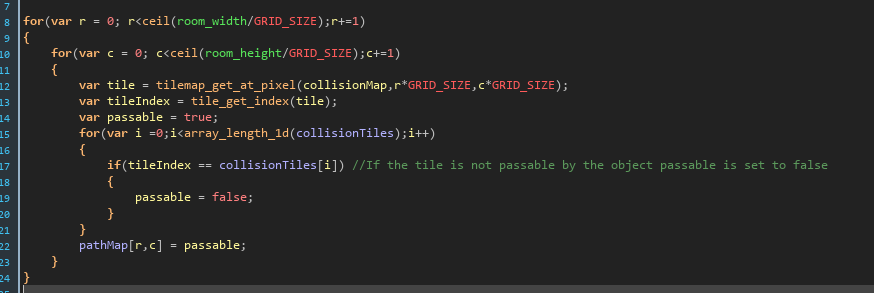 7
8 for(var r = 0; r<ceil(room_width/GRID_SIZE);r+=1)
9 {
10 for(var c = 0; c<ceil(room_height/GRID_SIZE);c+=1)
11 {
12 var tile = tilemap_get_at_pixel(collisionMap,r*GRID_SIZE,c*GRID_SIZE);
13 var tileIndex = tile_get_index(tile);
14 var passable = true;
15 for(var i =0;i<array_length_1d(collisionTiles);i++)
16 {
17 if(tileIndex == collisionTiles[i]) //If the tile is not passable by the object passable is set to false
18 {
19 passable = false;
20 }
21 }
22 pathMap[r,c] = passable;
23 }
24 }